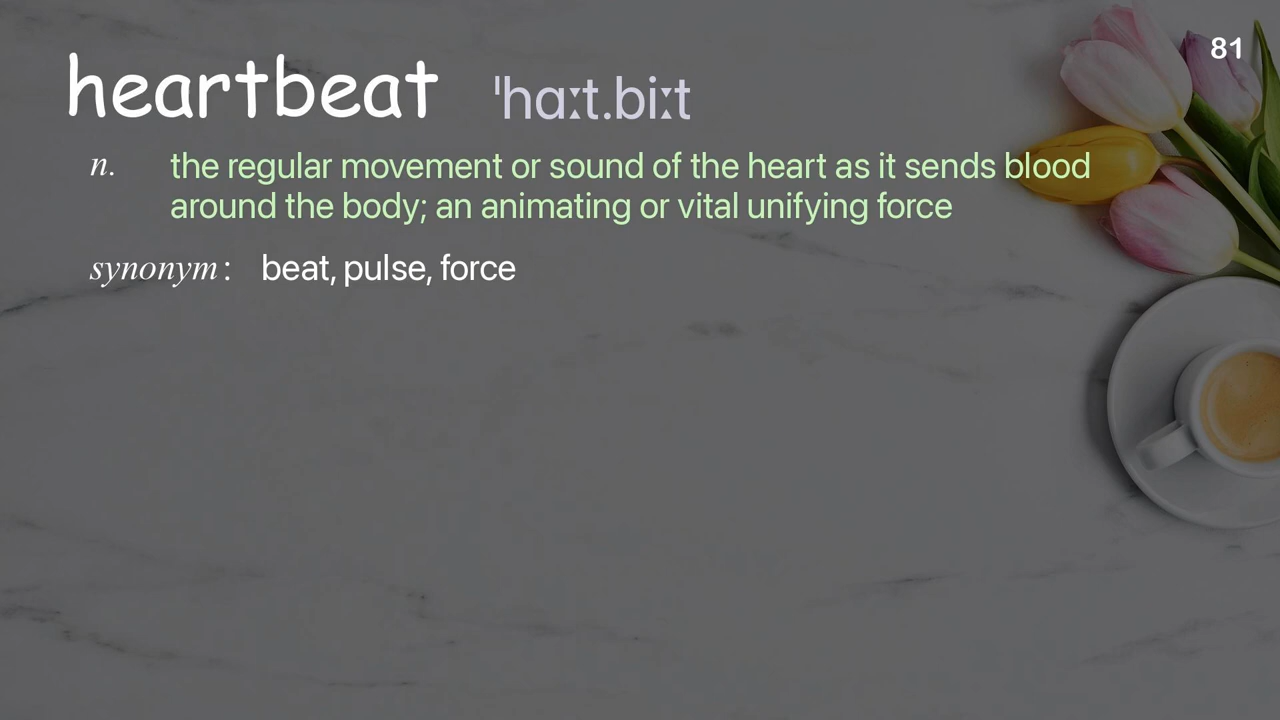 81
heartbeat ˈhɑːt.biːt
n. the regular movement or sound of the heart as it sends blood
around the body; an animating or vital unifying force
synonym: beat, pulse, force